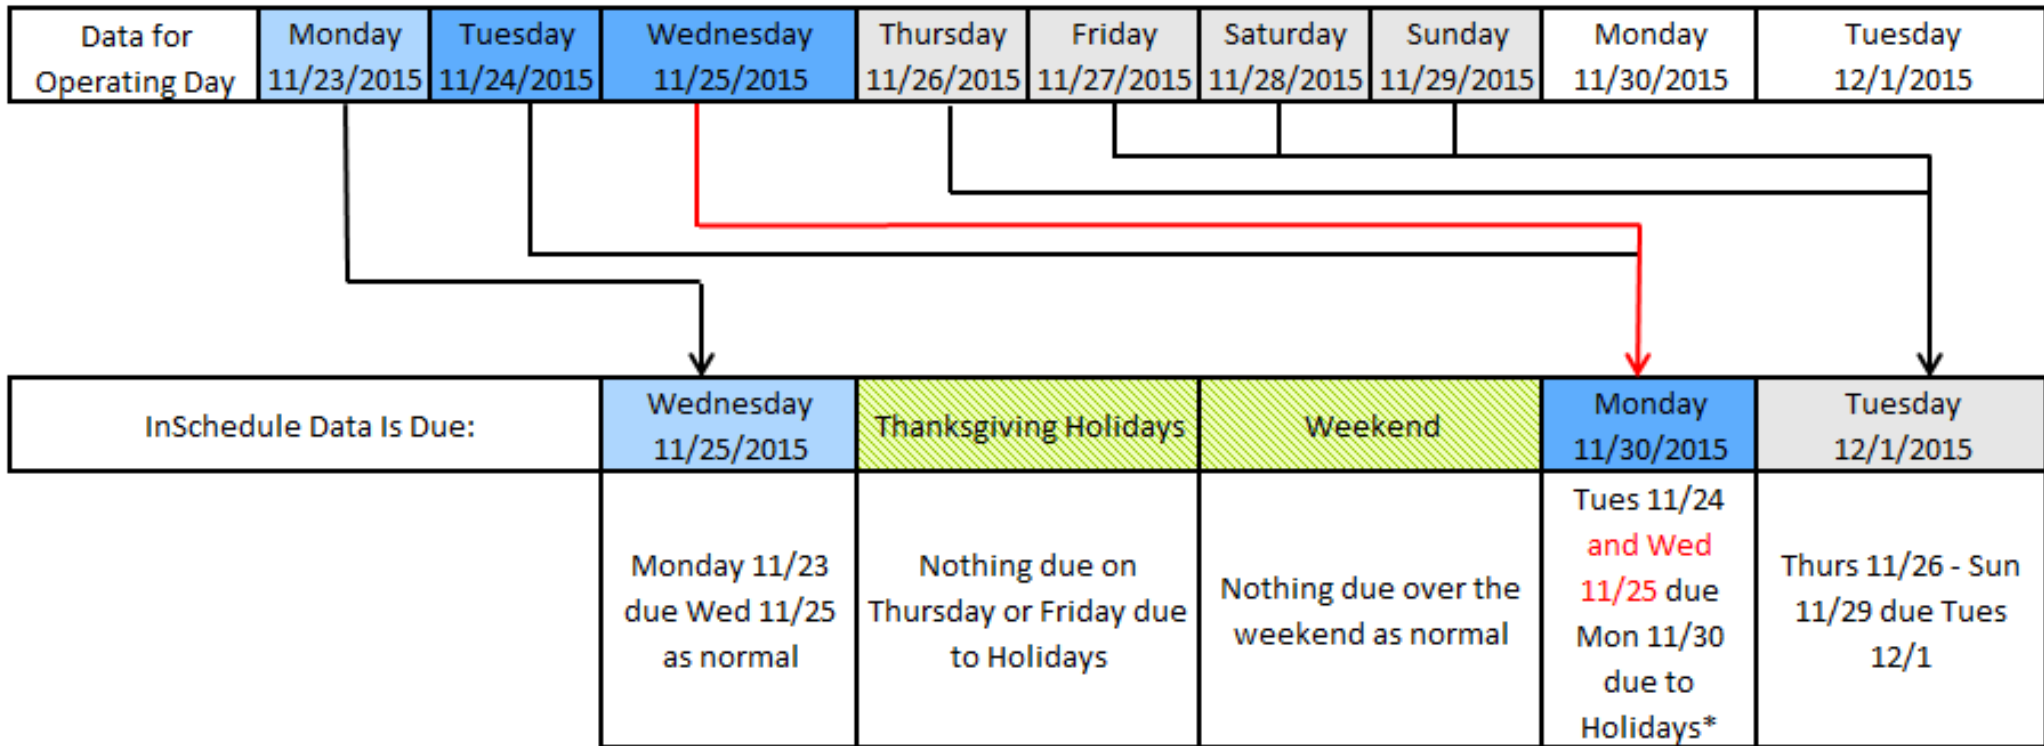 Data for
Operating Day
Monday
11/23/2015
Tuesday
11/24/2015
Wednesday
11/25/2015
Thursday
11/26/2015
Friday
11/27/2015
Saturday
11/28/2015
Sunday
11/29/2015
Monday
11/30/2015
Tuesday
12/1/2015
InSchedule Data Is Due:
Wednesday
11/25/2015
Thanksgiving Holidays
Weekend
Monday
11/30/2015
Tuesday
12/1/2015
Monday 11/23
due Wed 11/25
as normal
Nothing due on
Thursday or Friday due
to Holidays
Nothing due over the
weekend as normal
Tues 11/24
and Wed
11/25 due
Mon 11/30
due to
Holidays*
Thurs 11/26 - Sun
11/29 due Tues
12/1